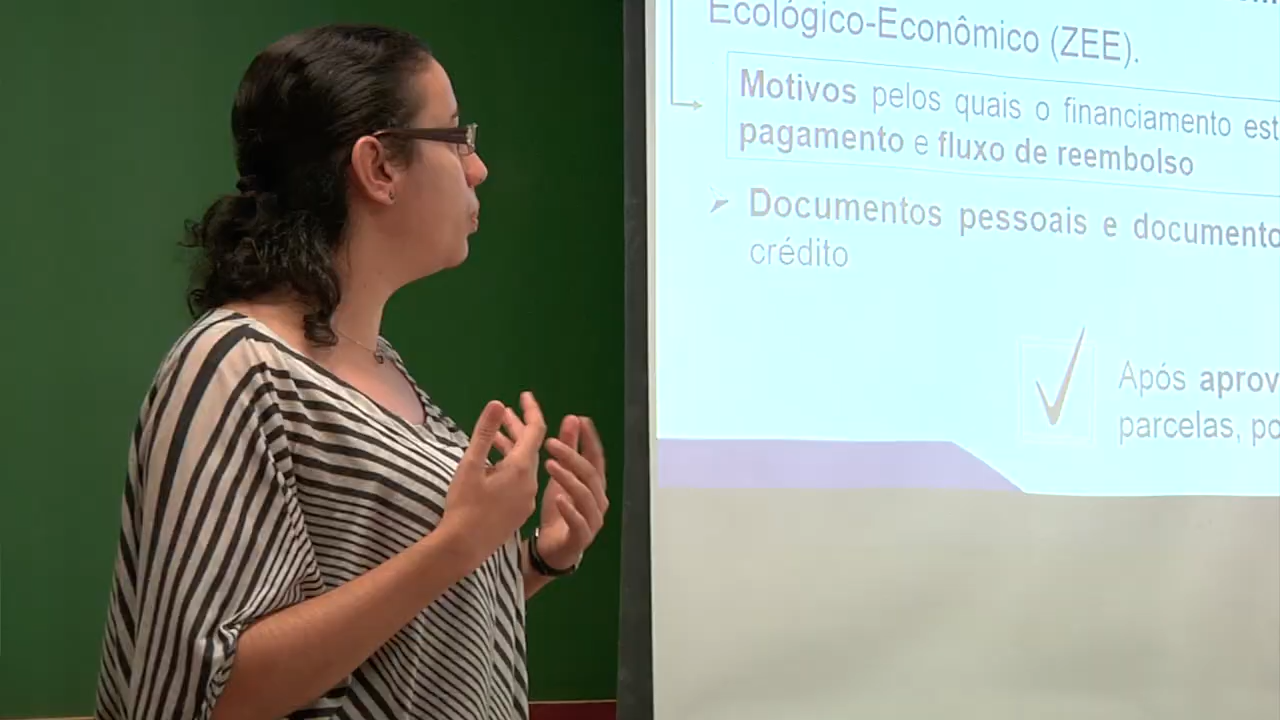 Ecológico-Econômico (ZEE).
Motivos pelos quais o financiamento est
pagamento e fluxo de reembolso
Documentos pessoais e documento
crédito
Após aprov
parcelas, po